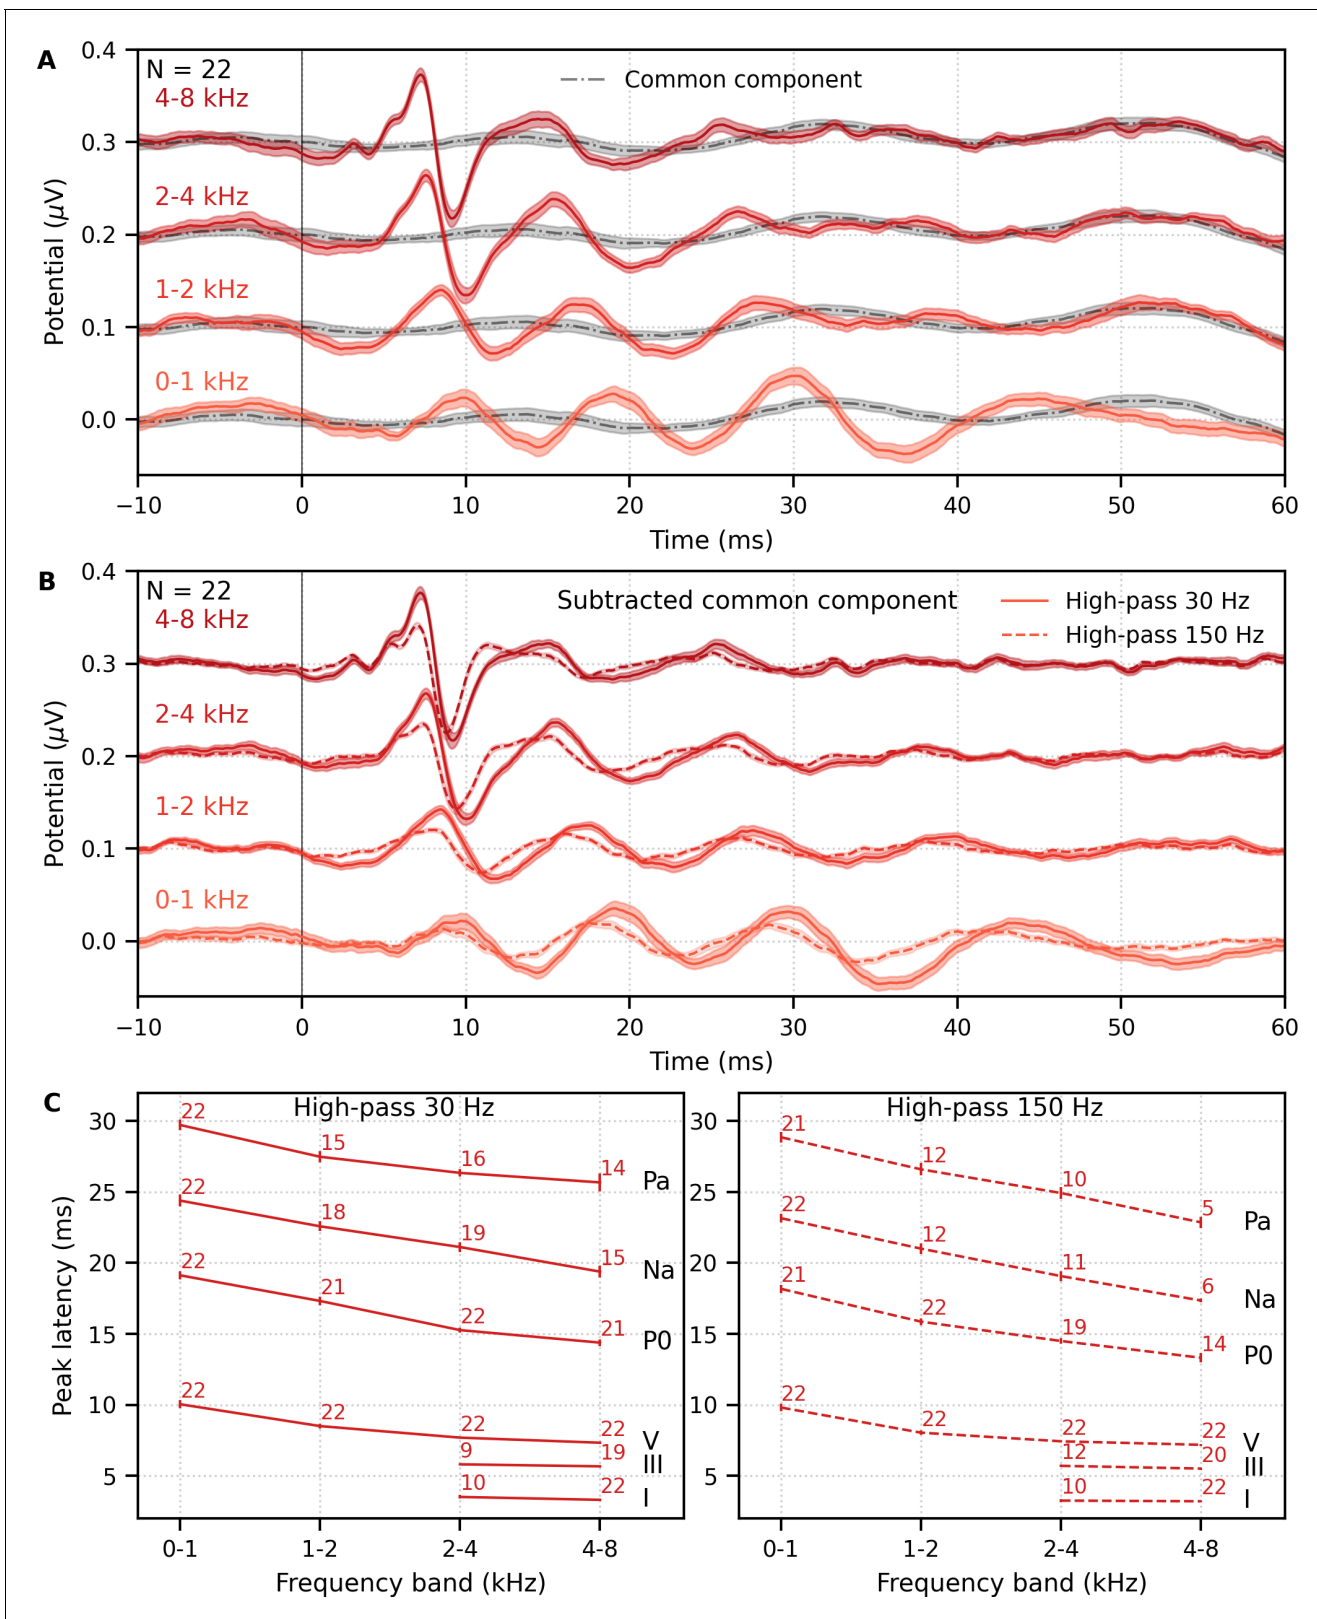 A
N = 22
Common component
4-8 kHz
2-4 kHz
1-2 kHz
0-1 kHz
0.4
0.3
0.2
0.1
0.0
Potential (μV)
−10 0 10 20 30 40 50 60
Time (ms)
B
N = 22
Subtracted common component
High-pass 30 Hz
High-pass 150 Hz
4-8 kHz
2-4 kHz
1-2 kHz
0-1 kHz
0.4
0.3
0.2
0.1
0.0
Potential (μV)
−10 0 10 20 30 40 50 60
Time (ms)
C
High-pass 30 Hz
30
25
20
15
10
5
Peak latency (ms)
22 15 16 14 Pa
22 18 19 15 Na
22 21 22 21 P0
22 22 22 22 V
9 19 III
10 22 I
0-1 1-2 2-4 4-8
Frequency band (kHz)
High-pass 150 Hz
30
25
20
15
10
5
21 12 10 5 Pa
22 12 11 6 Na
21 22 19 14 P0
22 22 22 22 V
12 20 III
10 22 I
0-1 1-2 2-4 4-8
Frequency band (kHz)